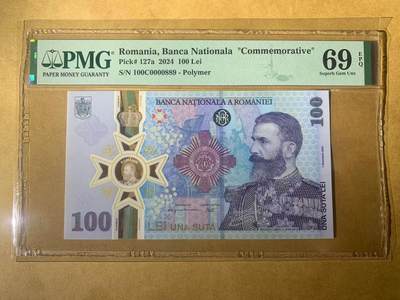 PMG
PAPER MONEY GUARANTY
Romania, Banca Nationala "Commemorative"
Pick# 127a 2024 100 Lei
S/N 100C0000889 - Polymer
69 EPQ
Superb Gem Unc
BANCA NAȚIONALĂ A ROMÂNIEI
100
100
LEI UNA SUTĂ
UNA SUTĂ LEI